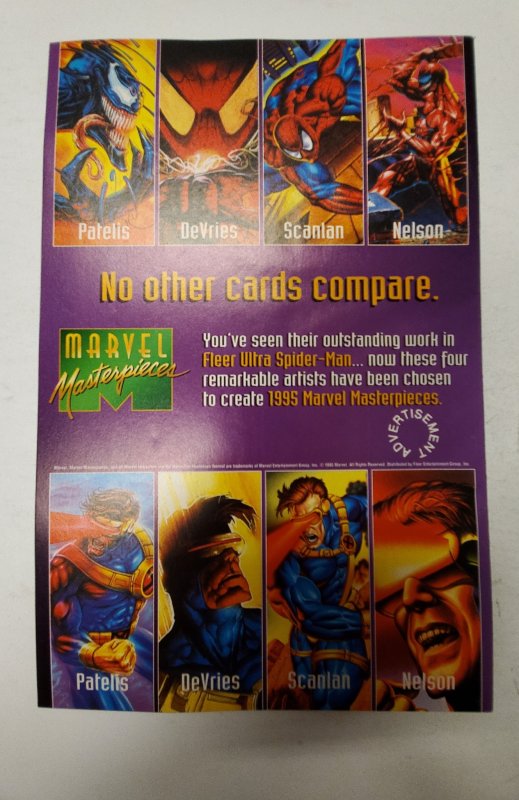 Patelis DeVries Scanlan Nelson
No other cards compare.
MARVEL
Masterpieces
You've seen their outstanding work in
Fleer Ultra Spider-Man... now these four
remarkable artists have been chosen
to create 1995 Marvel Masterpieces.
ADVERTISEMENT
Patelis DeVries Scanlan Nelson